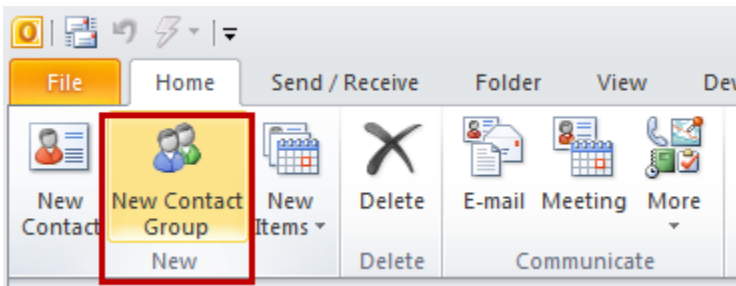 File Home Send / Receive Folder View
New Contact
New Contact Group
New Items
Delete
E-mail Meeting More
New Delete Communicate